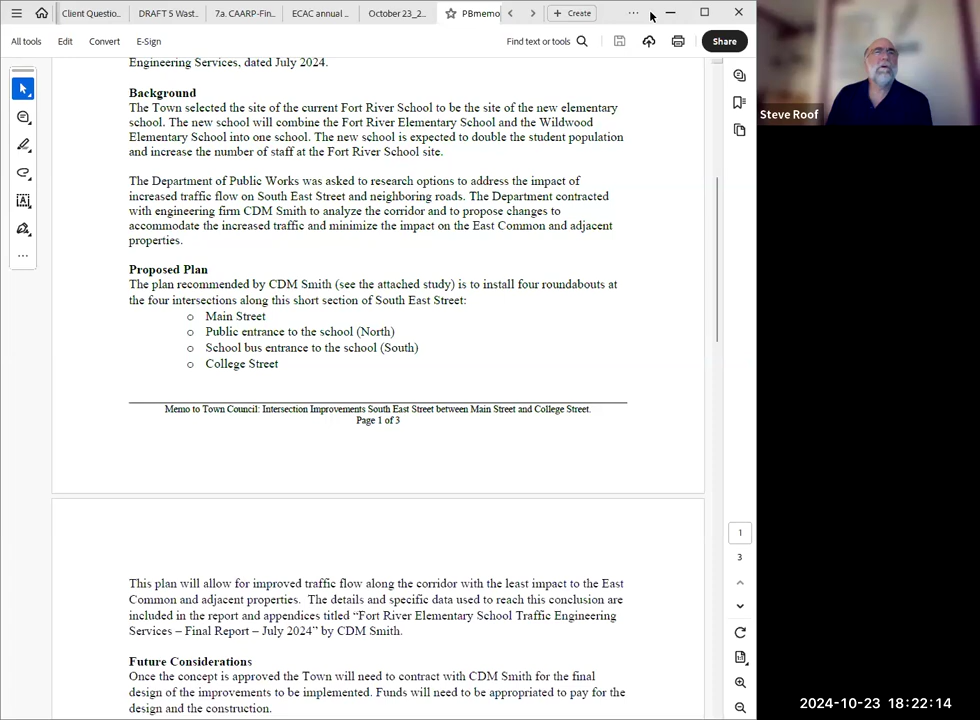 Client Questio... DRAFT 5 Wast... 7a. CAARP-Fin... ECAC annual ... October 23_2... PBmemo Create
All tools Edit Convert E-Sign Find text or tools Share
Engineering Services, dated July 2024.
Background
The Town selected the site of the current Fort River School to be the site of the new elementary
school. The new school will combine the Fort River Elementary School and the Wildwood
Elementary School into one school. The new school is expected to double the student population
and increase the number of staff at the Fort River School site.
The Department of Public Works was asked to research options to address the impact of
increased traffic flow on South East Street and neighboring roads. The Department contracted
with engineering firm CDM Smith to analyze the corridor and to propose changes to
accommodate the increased traffic and minimize the impact on the East Common and adjacent
properties.
Proposed Plan
The plan recommended by CDM Smith (see the attached study) is to install four roundabouts at
the four intersections along this short section of South East Street:
o Main Street
o Public entrance to the school (North)
o School bus entrance to the school (South)
o College Street
Memo to Town Council: Intersection Improvements South East Street between Main Street and College Street.
Page 1 of 3
This plan will allow for improved traffic flow along the corridor with the least impact to the East
Common and adjacent properties. The details and specific data used to reach this conclusion are
included in the report and appendices titled “Fort River Elementary School Traffic Engineering
Services – Final Report – July 2024” by CDM Smith.
Future Considerations
Once the concept is approved the Town will need to contract with CDM Smith for the final
design of the improvements to be implemented. Funds will need to be appropriated to pay for the
design and the construction.
1
3
Steve Roof
2024-10-23 18:22:14